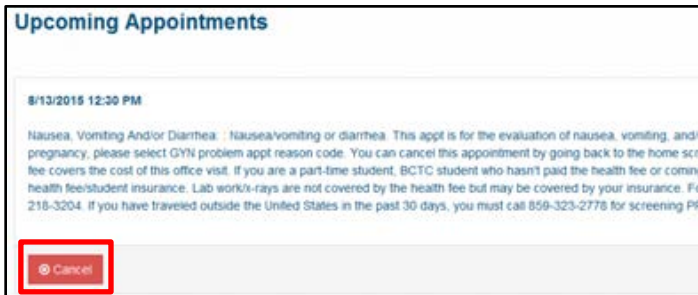 Upcoming Appointments
8/13/2015 12:30 PM
Nausea, Vomiting And/or Diarrhea: : Nausea/vomiting or diarrhea. This appt is for the evaluation of nausea, vomiting, and/
pregnancy, please select GYN problem appt reason code. You can cancel this appointment by going back to the home scr
fee covers the cost of this office visit. If you are a part-time student, BCTC student who hasn't paid the health fee or coming
health fee/student insurance. Lab work/x-rays are not covered by the health fee but may be covered by your insurance. Fo
218-3204. If you have traveled outside the United States in the past 30 days, you must call 859-323-2778 for screening PR
Cancel